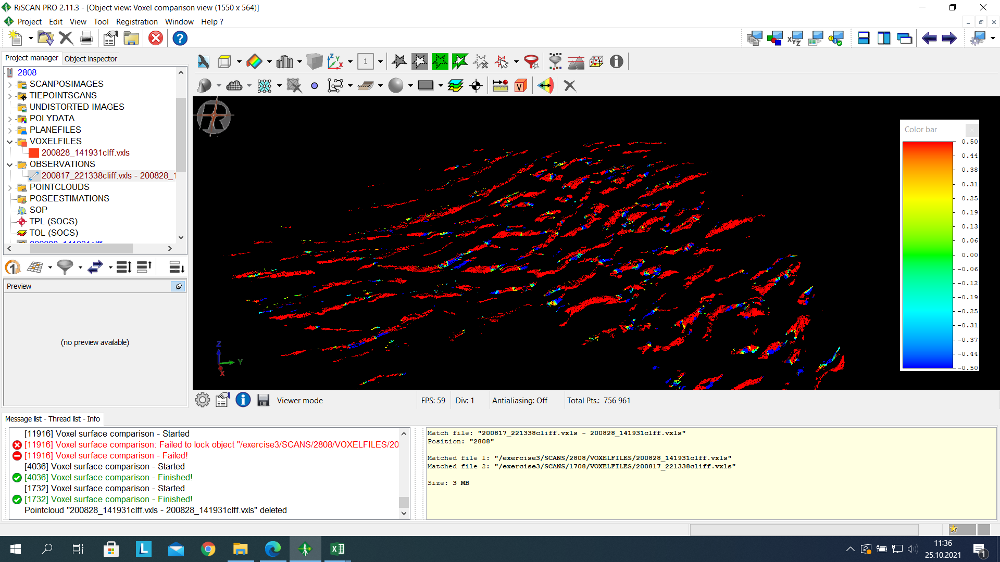 RiSCAN PRO 2.11.3 - [Object view: Voxel comparison view (1550 x 564)]
Project Edit View Tool Registration Window Help ?
Project manager Object inspector
2808
SCANPOSIMAGES
TIEPOINTSCANS
UNDISTORTED IMAGES
POLYDATA
PLANEFILES
VOXELFILES
200828_141931clff.vxls
OBSERVATIONS
200817_221338cliff.vxls - 200828_1
POINTCLOUDS
POSEESTIMATIONS
SOP
TPL (SOCS)
TOL (SOCS)
200828_141931clff
Preview
(no preview available)
1
Color bar
0.50
0.44
0.38
0.31
0.25
0.19
0.13
0.06
0.00
-0.06
-0.12
-0.19
-0.25
-0.31
-0.37
-0.44
-0.50
Z
Y
X
Viewer mode FPS: 59 Div: 1 Antialiasing: Off Total Pts.: 756 961
Message list - Thread list - Info
[11916] Voxel surface comparison - Started
[11916] Voxel surface comparison: Failed to lock object "/exercise3/SCANS/2808/VOXELFILES/20
[11916] Voxel surface comparison - Failed!
[4036] Voxel surface comparison - Started
[4036] Voxel surface comparison - Finished!
[1732] Voxel surface comparison - Started
[1732] Voxel surface comparison - Finished!
Pointcloud "200828_141931clff.vxls - 200828_141931clff.vxls" deleted
Match file: "200817_221338cliff.vxls - 200828_141931clff.vxls"
Position: "2808"
Matched file 1: "/exercise3/SCANS/2808/VOXELFILES/200828_141931clff.vxls"
Matched file 2: "/exercise3/SCANS/1708/VOXELFILES/200817_221338cliff.vxls"
Size: 3 MB
11:36
25.10.2021
1